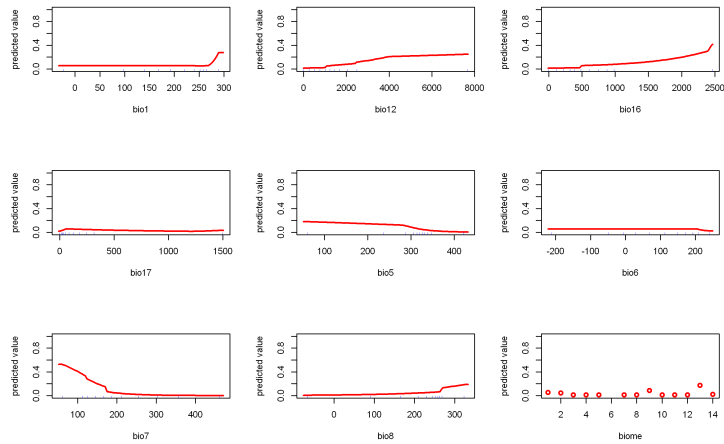 predicted value
0.0 0.4 0.8
0 50 100 150 200 250 300
bio1
predicted value
0.0 0.4 0.8
0 2000 4000 6000 8000
bio12
predicted value
0.0 0.4 0.8
0 500 1000 1500 2000 2500
bio16
predicted value
0.0 0.4 0.8
0 500 1000 1500
bio17
predicted value
0.0 0.4 0.8
100 200 300 400
bio5
predicted value
0.0 0.4 0.8
-200 -100 0 100 200
bio6
predicted value
0.0 0.4 0.8
100 200 300 400
bio7
predicted value
0.0 0.4 0.8
0 100 200 300
bio8
predicted value
0.0 0.4 0.8
2 4 6 8 10 12 14
biome